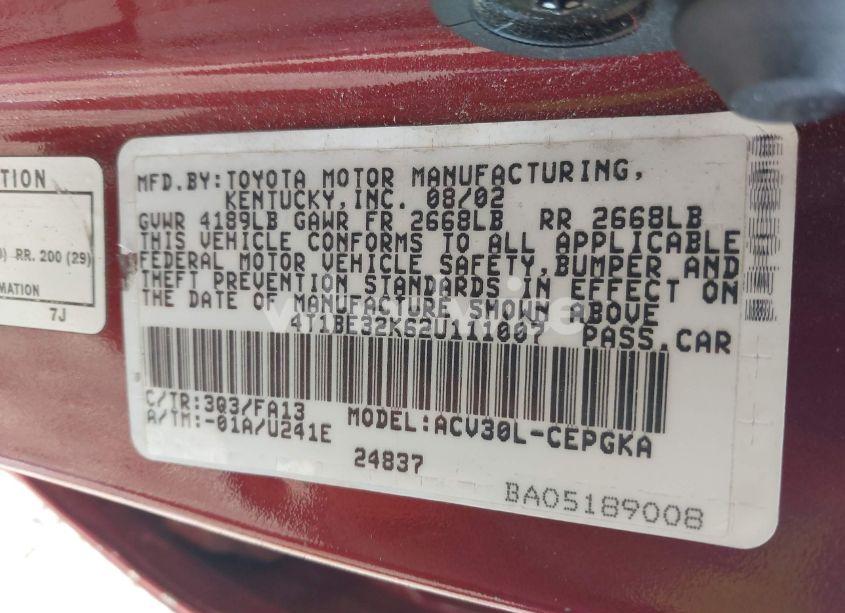 TION
) RR. 200 (29)
MATION
7J
MFD.BY:TOYOTA MOTOR MANUFACTURING,
KENTUCKY,INC. 08/02
GVWR 4189LB GAWR FR 2668LB RR 2668LB
THIS VEHICLE CONFORMS TO ALL APPLICABLE
FEDERAL MOTOR VEHICLE SAFETY,BUMPER AND
THEFT PREVENTION STANDARDS IN EFFECT ON
THE DATE OF MANUFACTURE SHOWN ABOVE.
4T1BE32K62U111007 PASS.CAR
C/TR:3Q3/FA13
A/TM:-01A/U241E MODEL:ACV30L-CEPGKA
24837
BA05189008